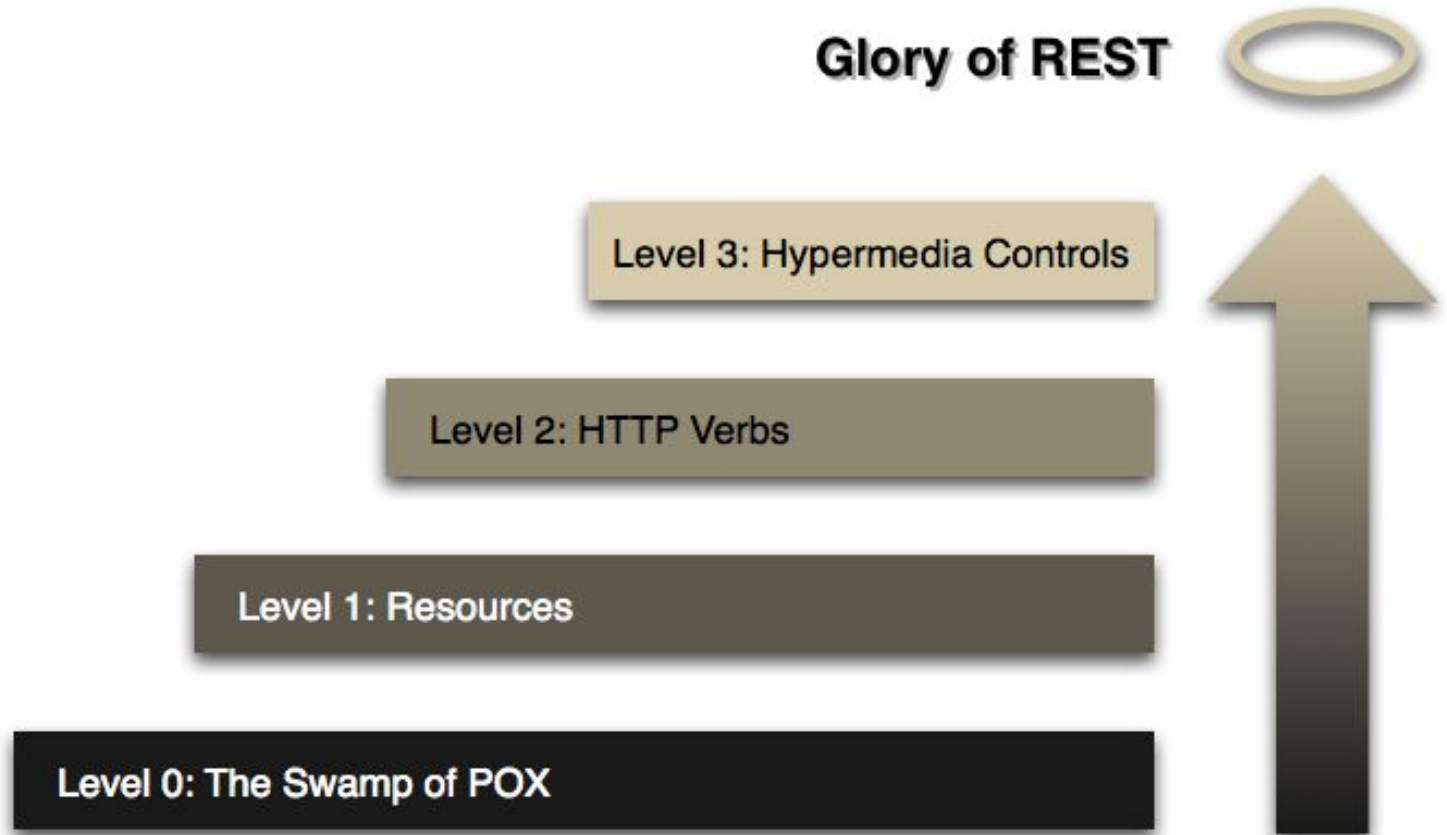 Glory of REST
Level 3: Hypermedia Controls
Level 2: HTTP Verbs
Level 1: Resources
Level 0: The Swamp of POX